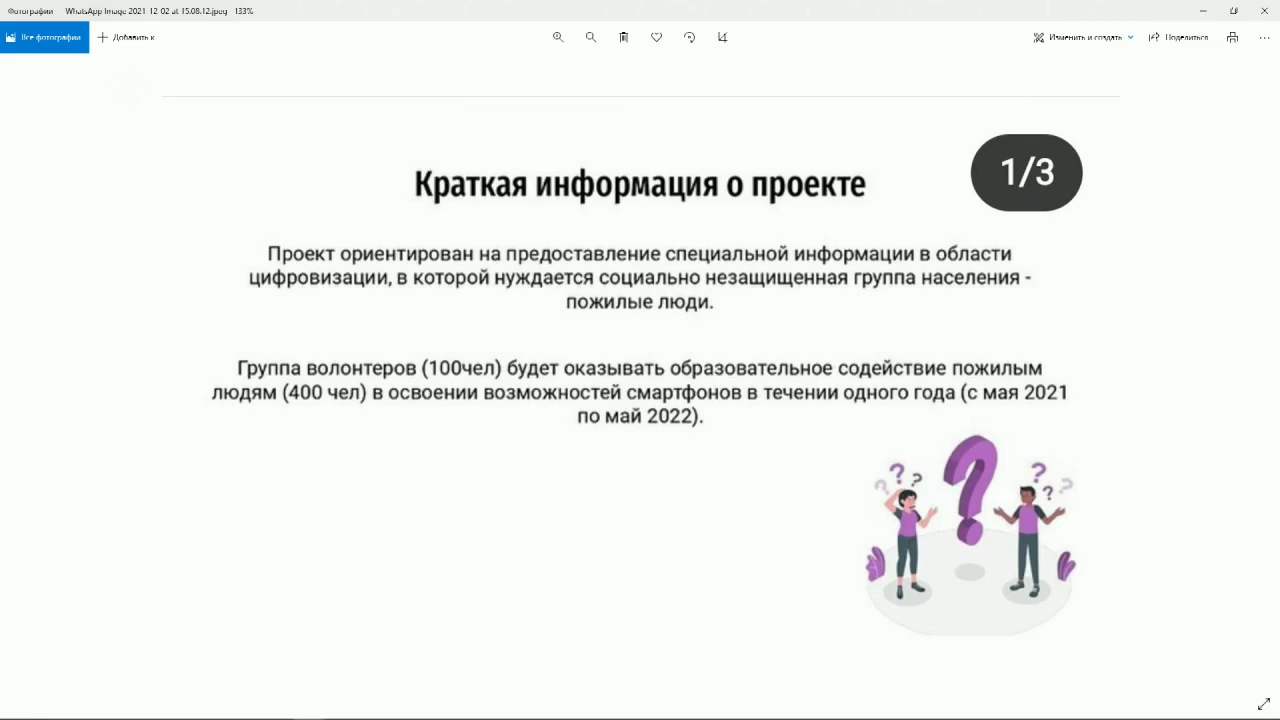 Фотографии WhatsApp Image 2021-12-02 at 15.08.12.jpeg 133%
Все фотографии
Добавить к
Изменить и создать
Поделиться
1/3
Краткая информация о проекте
Проект ориентирован на предоставление специальной информации в области
цифровизации, в которой нуждается социально незащищенная группа населения -
пожилые люди.
Группа волонтеров (100чел) будет оказывать образовательное содействие пожилым
людям (400 чел) в освоении возможностей смартфонов в течении одного года (с мая 2021
по май 2022).